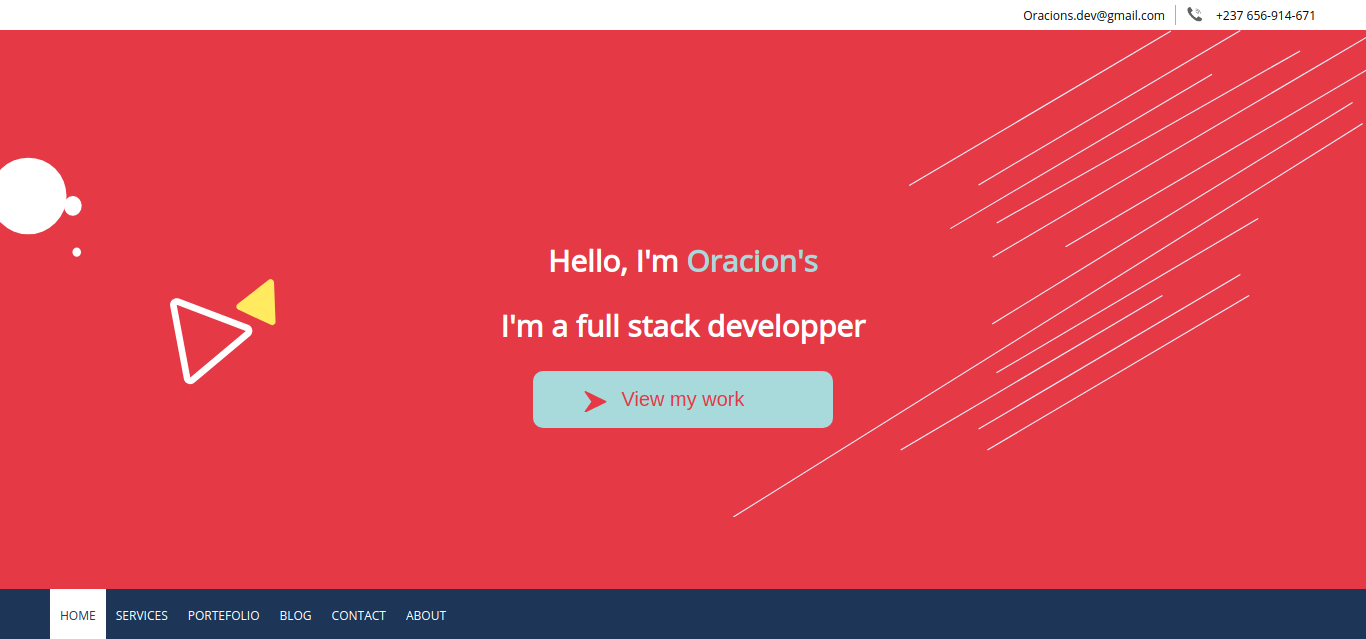 Oracions.dev@gmail.com +237 656-914-671
Hello, I'm Oracion's
I'm a full stack developper
View my work
HOME SERVICES PORTEFOLIO BLOG CONTACT ABOUT